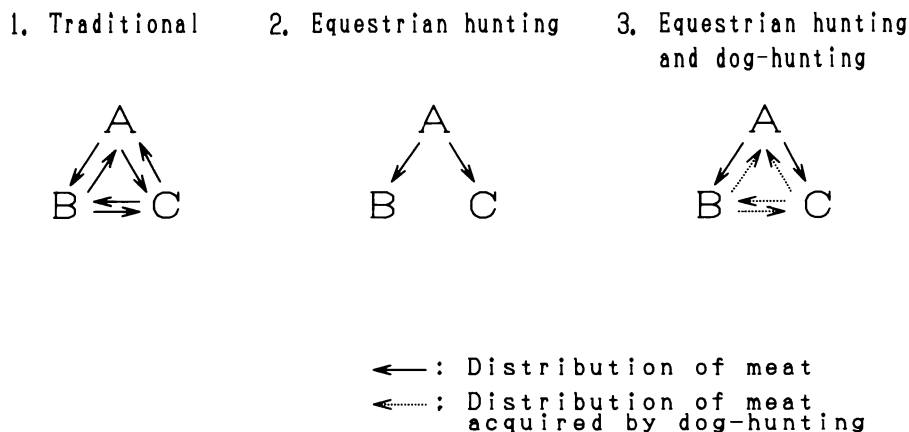 1. Traditional
2. Equestrian hunting
3. Equestrian hunting
and dog-hunting
A
B C
A
B C
A
B C
: Distribution of meat
: Distribution of meat
acquired by dog-hunting